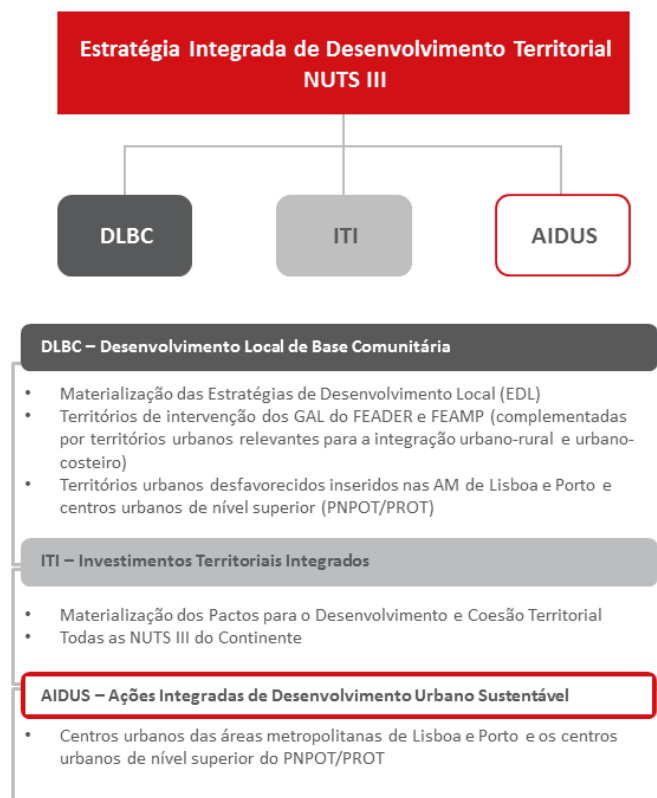 Estratégia Integrada de Desenvolvimento Territorial
NUTS III
DLBC
ITI
AIDUS
DLBC – Desenvolvimento Local de Base Comunitária
• Materialização das Estratégias de Desenvolvimento Local (EDL)
• Territórios de intervenção dos GAL do FEADER e FEAMP (complementadas
por territórios urbanos relevantes para a integração urbano-rural e urbano-
costeiro)
• Territórios urbanos desfavorecidos inseridos nas AM de Lisboa e Porto e
centros urbanos de nível superior (PNPOT/PROT)
ITI – Investimentos Territoriais Integrados
• Materialização dos Pactos para o Desenvolvimento e Coesão Territorial
• Todas as NUTS III do Continente
AIDUS – Ações Integradas de Desenvolvimento Urbano Sustentável
• Centros urbanos das áreas metropolitanas de Lisboa e Porto e os centros
urbanos de nível superior do PNPOT/PROT